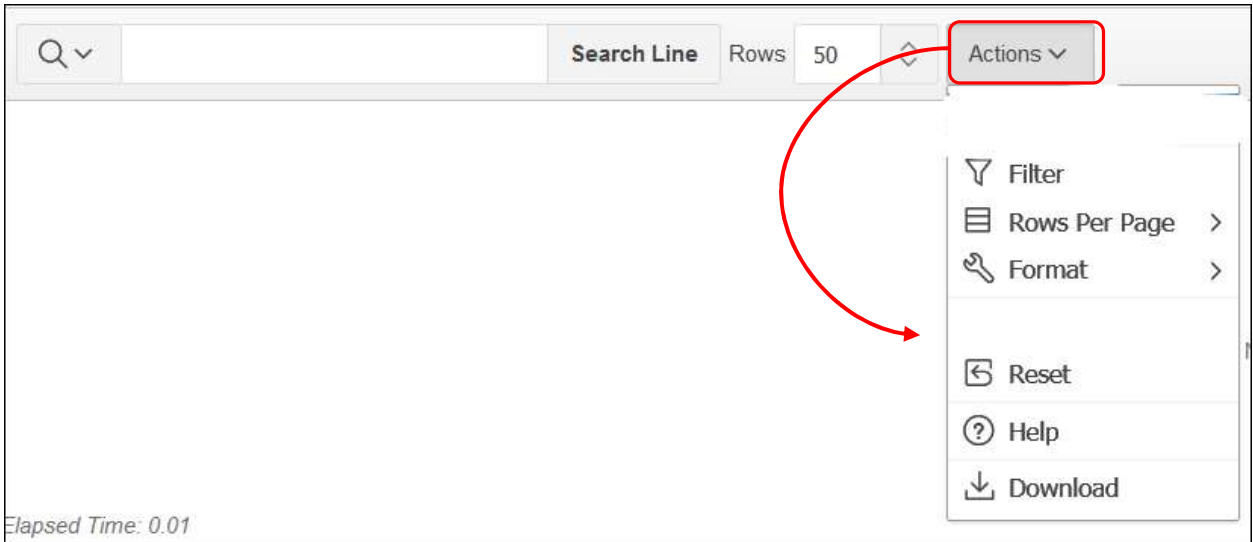 Search Line Rows 50 Actions
Filter
Rows Per Page
Format
Reset
Help
Download
Elapsed Time: 0.01